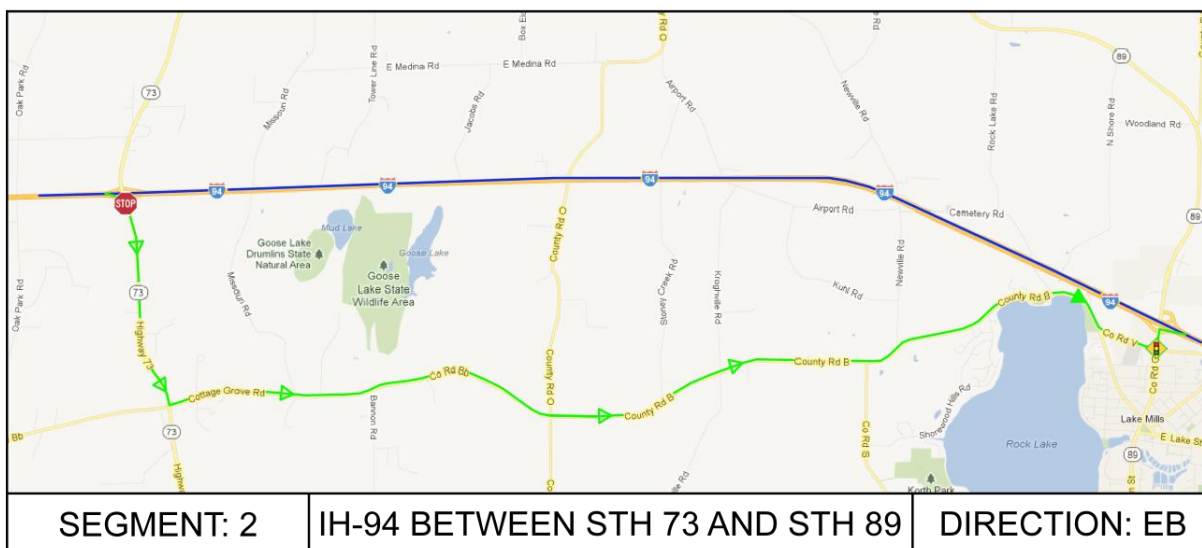 89
Oak Park Rd
73
Missouri Rd
Tower Line Rd
E Medina Rd
E Medina Rd
Jacobs Rd
Airport Rd
Newville Rd
Rock Lake Rd
N Shore Rd
Woodland Rd
STOP
94
94
94
94
Airport Rd
Cemetery Rd
89
County Rd O
Goose Lake
Drumlins State
Natural Area
Mud Lake
Goose Lake
Goose
Lake State
Wildlife Area
Missouri Rd
Stony Creek Rd
Kroghville Rd
Newville Rd
Kuhl Rd
73
Oak Park Rd
Highway 73
94
County Rd B
Co Rd V
Cottage Grove Rd
Co Rd Bb
County Rd O
County Rd B
County Rd B
Bannon Rd
Shorewood Hills Rd
Lake Mills
Rock Lake
E Lake St
Bb
73
Co Rd S
89
Korth Park
SEGMENT: 2
IH-94 BETWEEN STH 73 AND STH 89
DIRECTION: EB